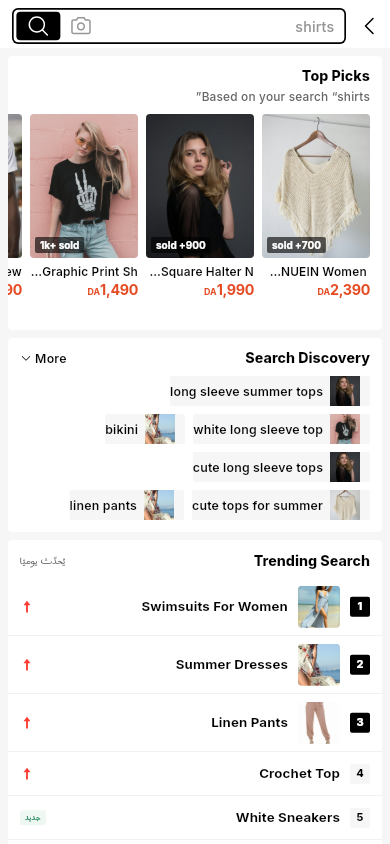 shirts
Top Picks
"Based on your search "shirts
1k+ sold
sold +900
sold +700
ew
...Graphic Print Sh
...Square Halter N
...NUEIN Women
90
DA1,490
DA1,990
DA2,390
More
Search Discovery
long sleeve summer tops
bikini
white long sleeve top
cute long sleeve tops
linen pants
cute tops for summer
يُحدَّث يوميًا
Trending Search
Swimsuits For Women 1
Summer Dresses 2
Linen Pants 3
Crochet Top 4
جديد White Sneakers 5